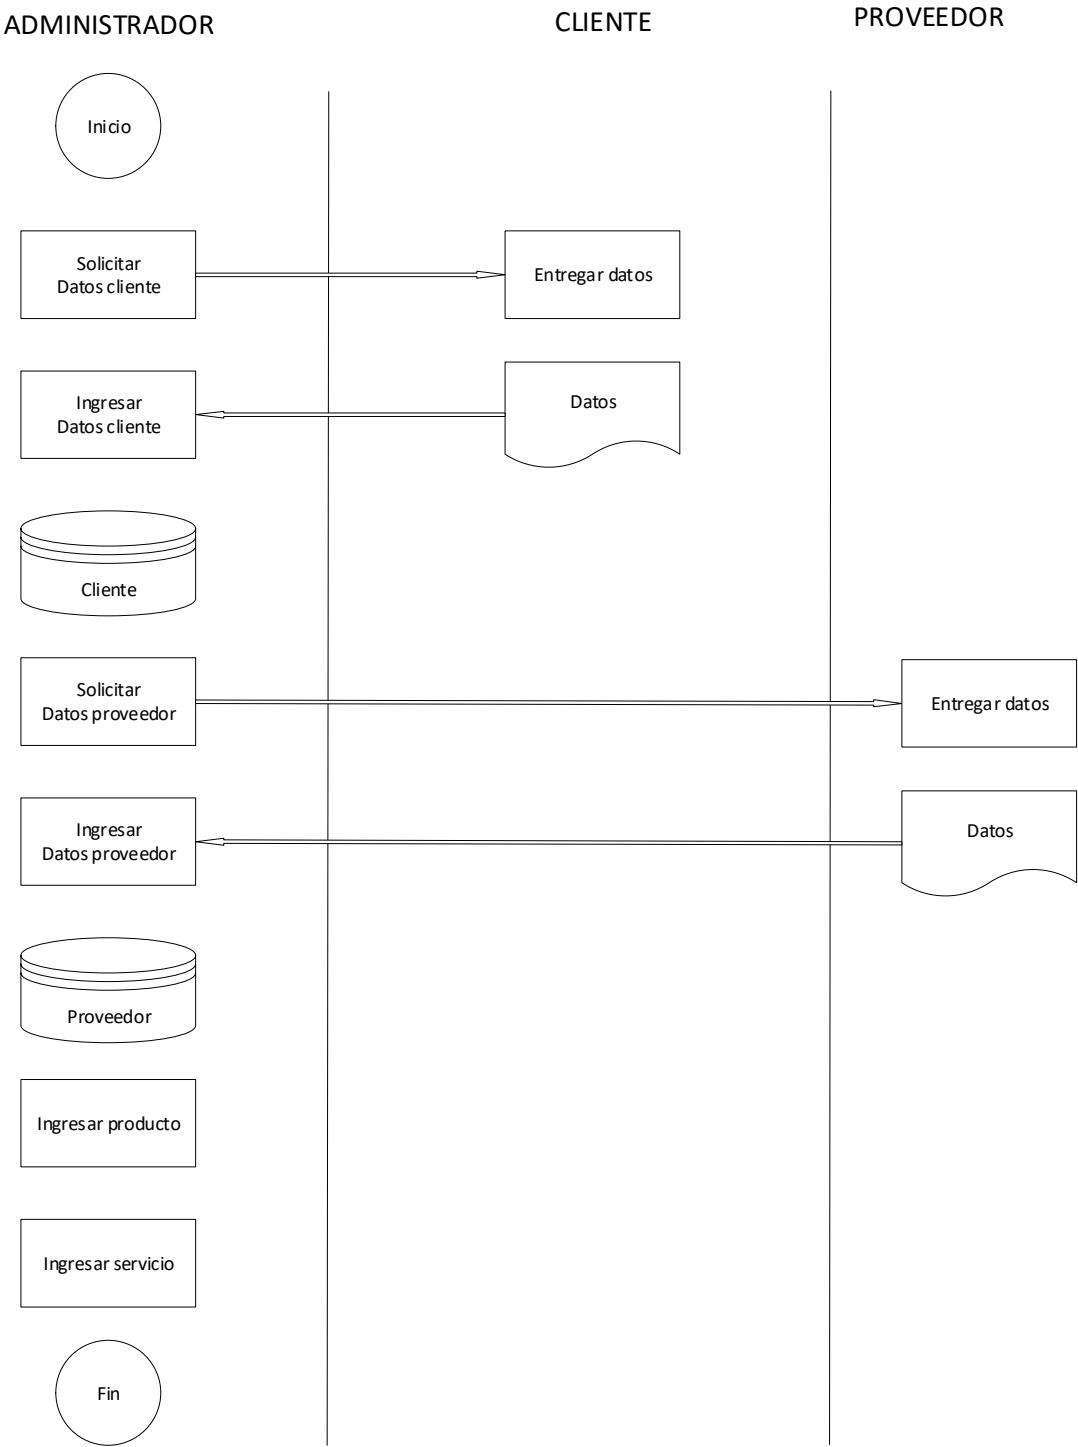 ADMINISTRADOR
CLIENTE
PROVEEDOR
Inicio
Solicitar
Datos cliente
Entregar datos
Ingresar
Datos cliente
Datos
Cliente
Solicitar
Datos proveedor
Entregar datos
Ingresar
Datos proveedor
Datos
Proveedor
Ingresar producto
Ingresar servicio
Fin